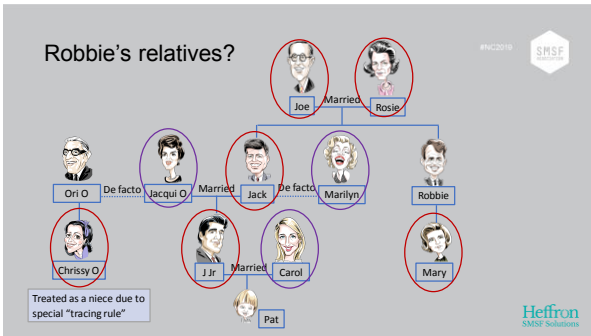 Robbie's relatives?
#NC2019
SMSF
ASSOCIATION
Joe
Married
Rosie
Ori O
De facto
Jacqui O
Married
Jack
De facto
Marilyn
Robbie
Chrissy O
J Jr
Married
Carol
Mary
Treated as a niece due to
special "tracing rule"
Pat
Heffron
SMSF Solutions